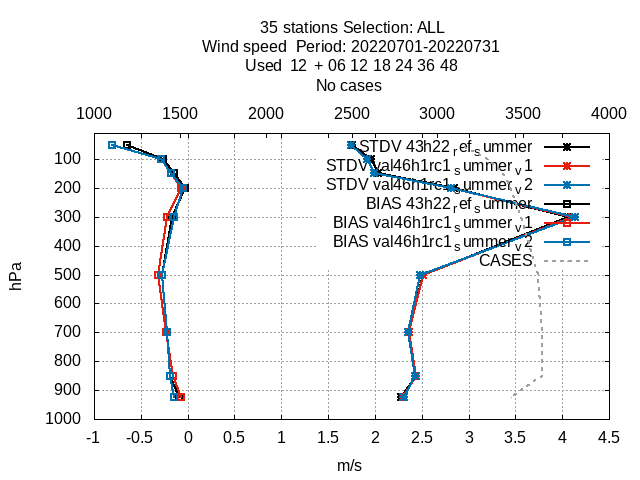 35 stations Selection: ALL
Wind speed  Period: 20220701-20220731
Used  12  + 06 12 18 24 36 48
No cases
1000 1500 2000 2500 3000 3500 4000
STDV 43h22_ref_summer
STDV val46h1rc1_summer_v1
STDV val46h1rc1_summer_v2
BIAS 43h22_ref_summer
BIAS val46h1rc1_summer_v1
BIAS val46h1rc1_summer_v2
CASES
hPa
100
200
300
400
500
600
700
800
900
1000
-1 -0.5 0 0.5 1 1.5 2 2.5 3 3.5 4 4.5
m/s